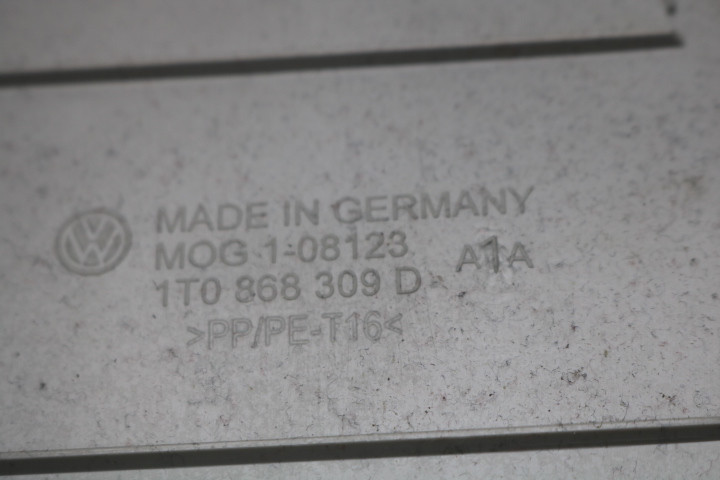 MADE IN GERMANY
MOG 1-08123
A1A
1T0 868 309 D
>PP/PE-T16<